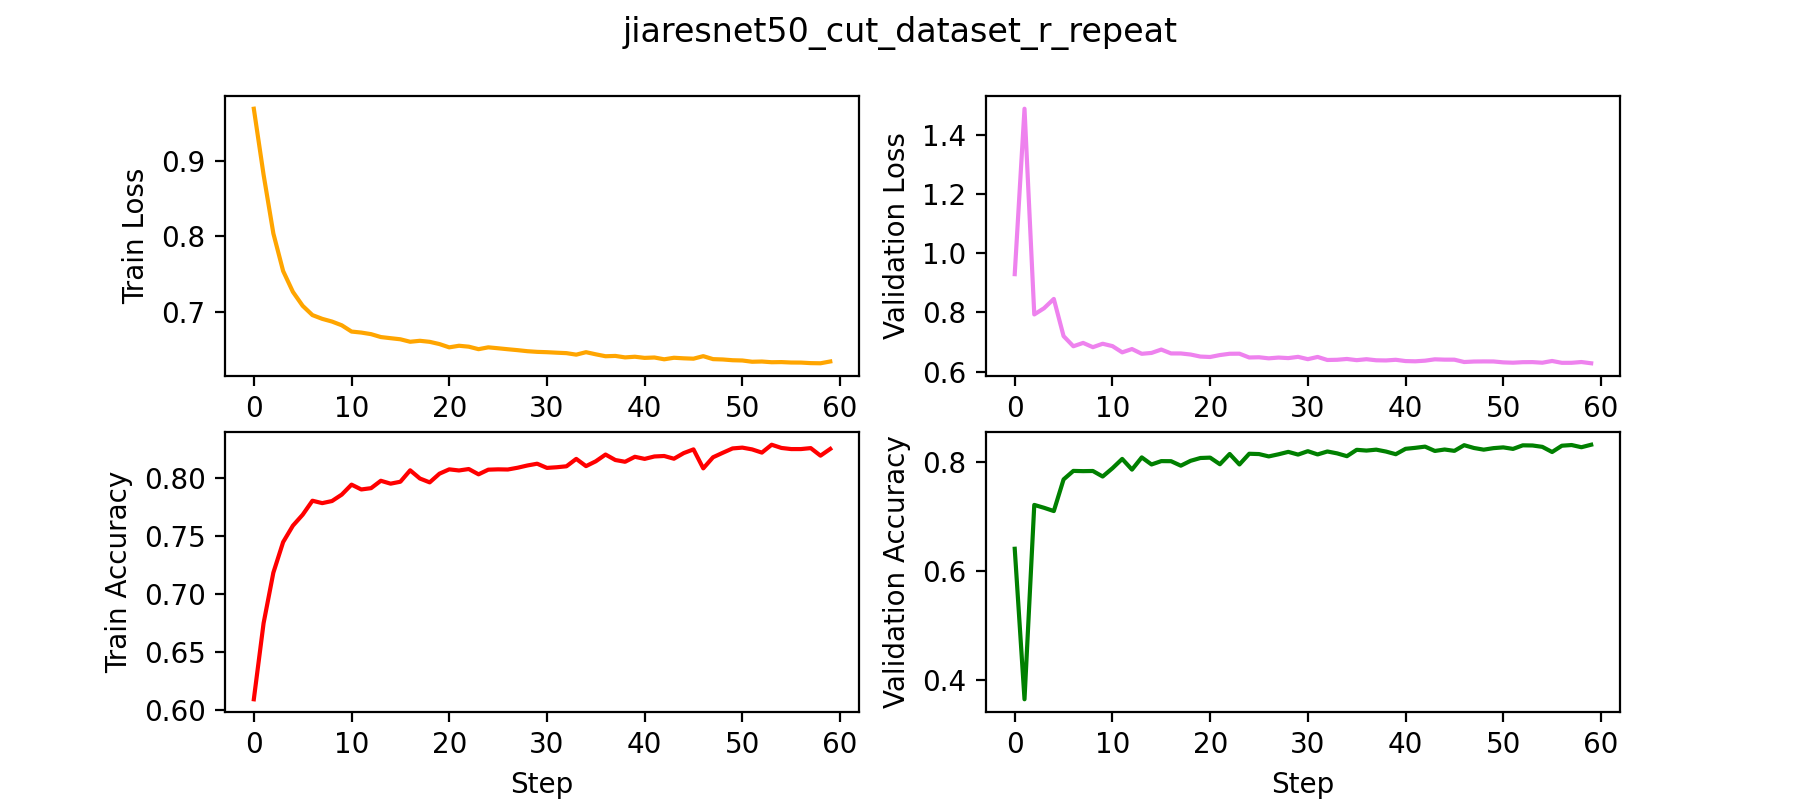 jiaresnet50_cut_dataset_r_repeat
Train Loss
0.9
0.8
0.7
0 10 20 30 40 50 60
Validation Loss
1.4
1.2
1.0
0.8
0.6
0 10 20 30 40 50 60
Train Accuracy
0.80
0.75
0.70
0.65
0.60
0 10 20 30 40 50 60
Step
Validation Accuracy
0.8
0.6
0.4
0 10 20 30 40 50 60
Step